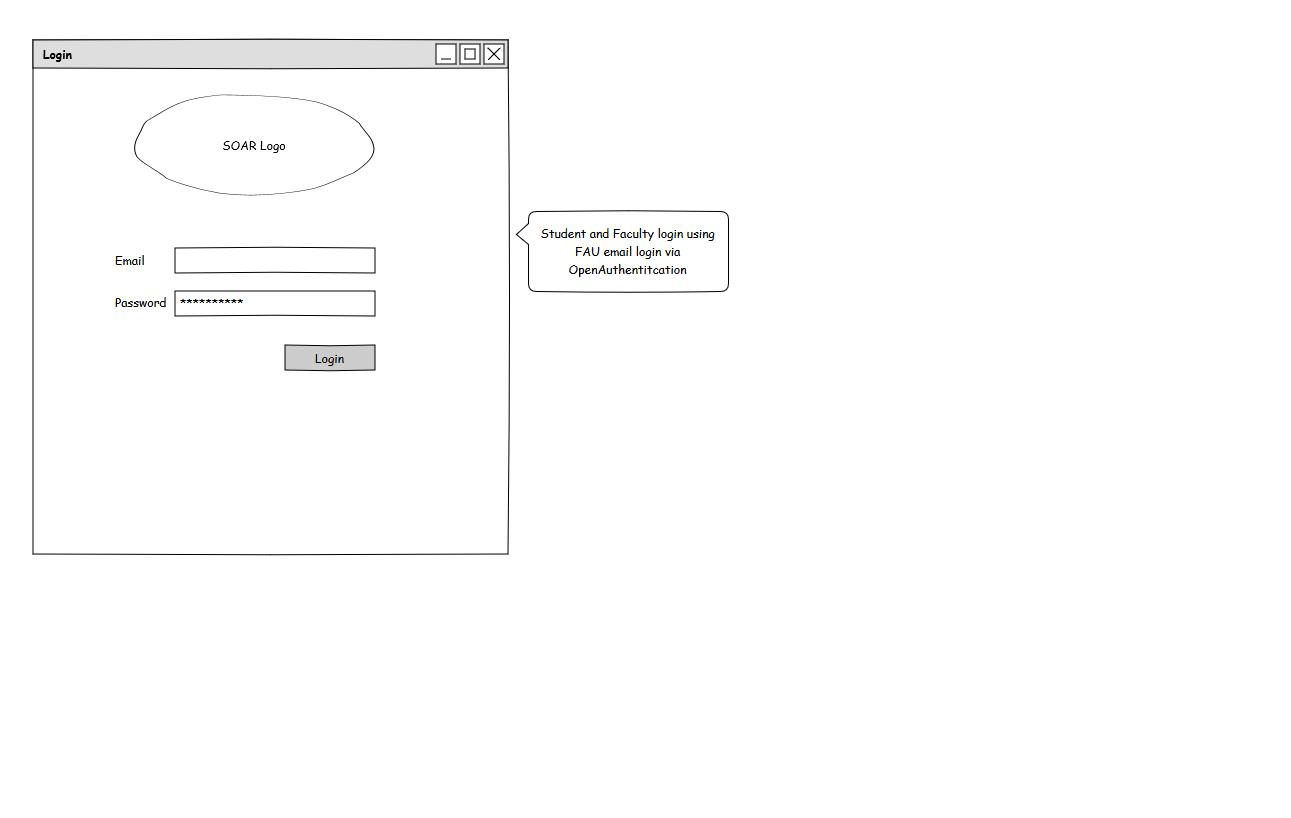 Login
SOAR Logo
Email
Password **********
Login
Student and Faculty login using
FAU email login via
OpenAuthentitcation